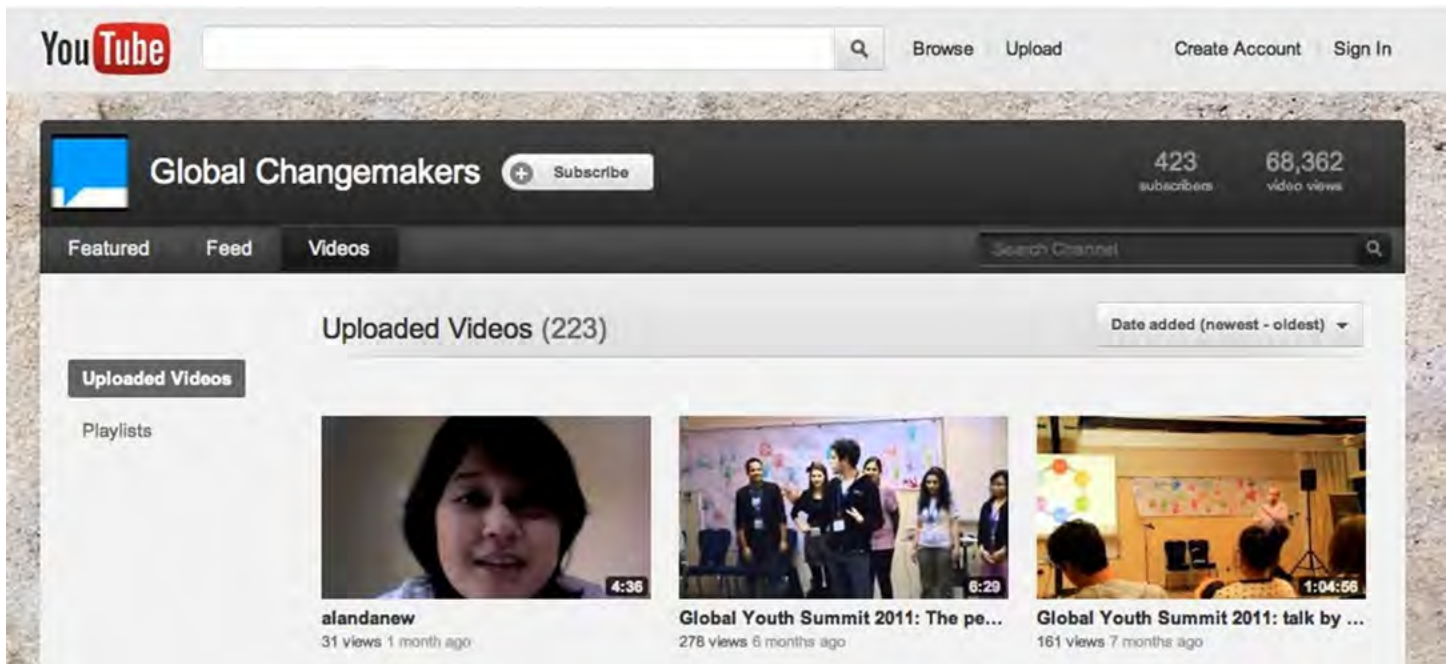 YouTube
Browse Upload Create Account Sign In
Global Changemakers Subscribe
423 68,362
subscribers video views
Featured Feed Videos Search Channel
Uploaded Videos (223) Date added (newest - oldest)
Uploaded Videos
Playlists
4:36 6:29 1:04:56
alandanew Global Youth Summit 2011: The pe... Global Youth Summit 2011: talk by ...
31 views 1 month ago 278 views 6 months ago 161 views 7 months ago